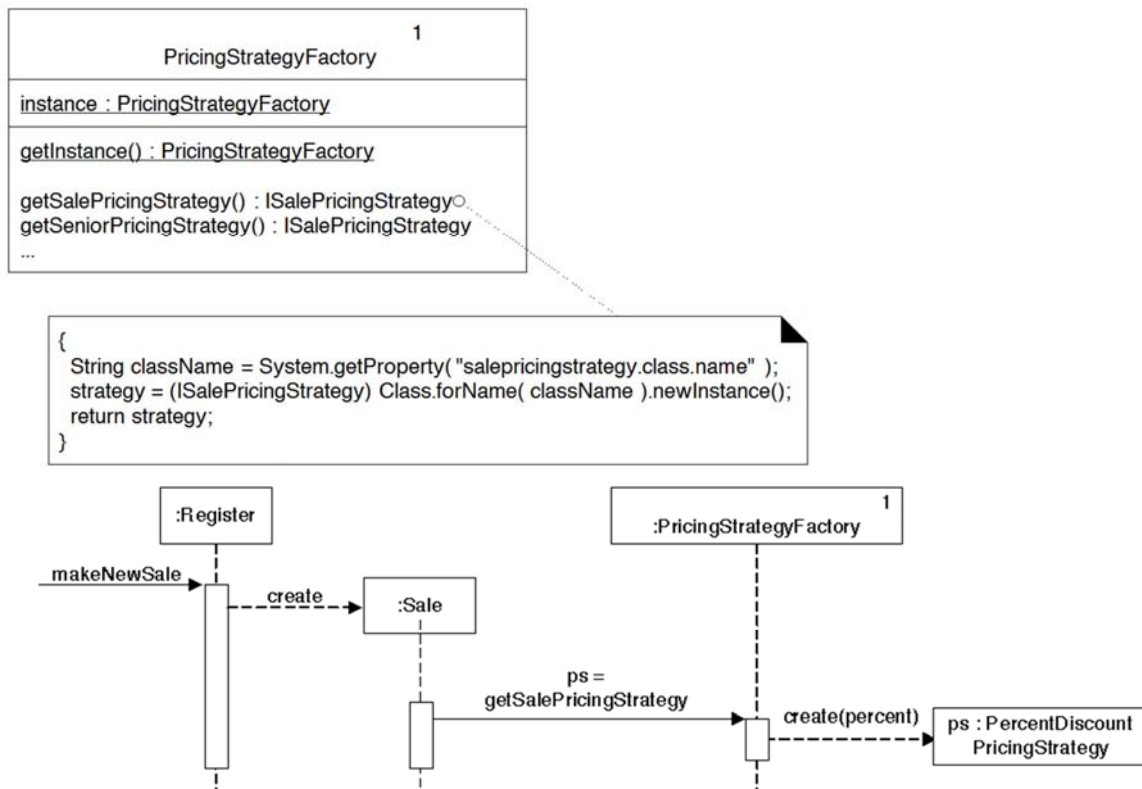 1
PricingStrategyFactory
instance : PricingStrategyFactory
getInstance() : PricingStrategyFactory
getSalePricingStrategy() : ISalePricingStrategy
getSeniorPricingStrategy() : ISalePricingStrategy
...
{
String className = System.getProperty( "salepricingstrategy.class.name" );
strategy = (ISalePricingStrategy) Class.forName( className ).newInstance();
return strategy;
}
:Register
1
:PricingStrategyFactory
makeNewSale
create
:Sale
ps =
getSalePricingStrategy
create(percent)
ps : PercentDiscount
PricingStrategy